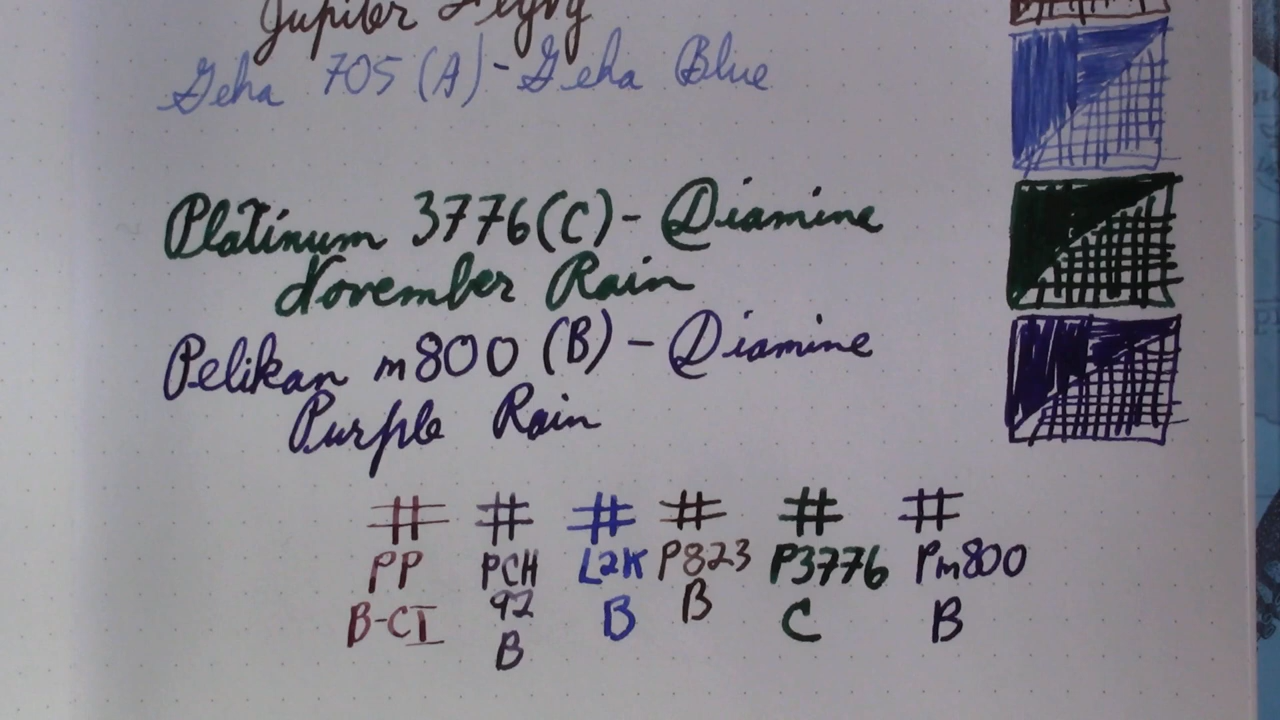 Jupiter
Geha 705 (A) - Geha Blue
Platinum 3776 (C) - Diamine
November Rain
Pelikan m800 (B) - Diamine
Purple Rain
# # # # # #
PP PCH L2K P823 P3776 Pm800
B-CI 92 B B C B
B